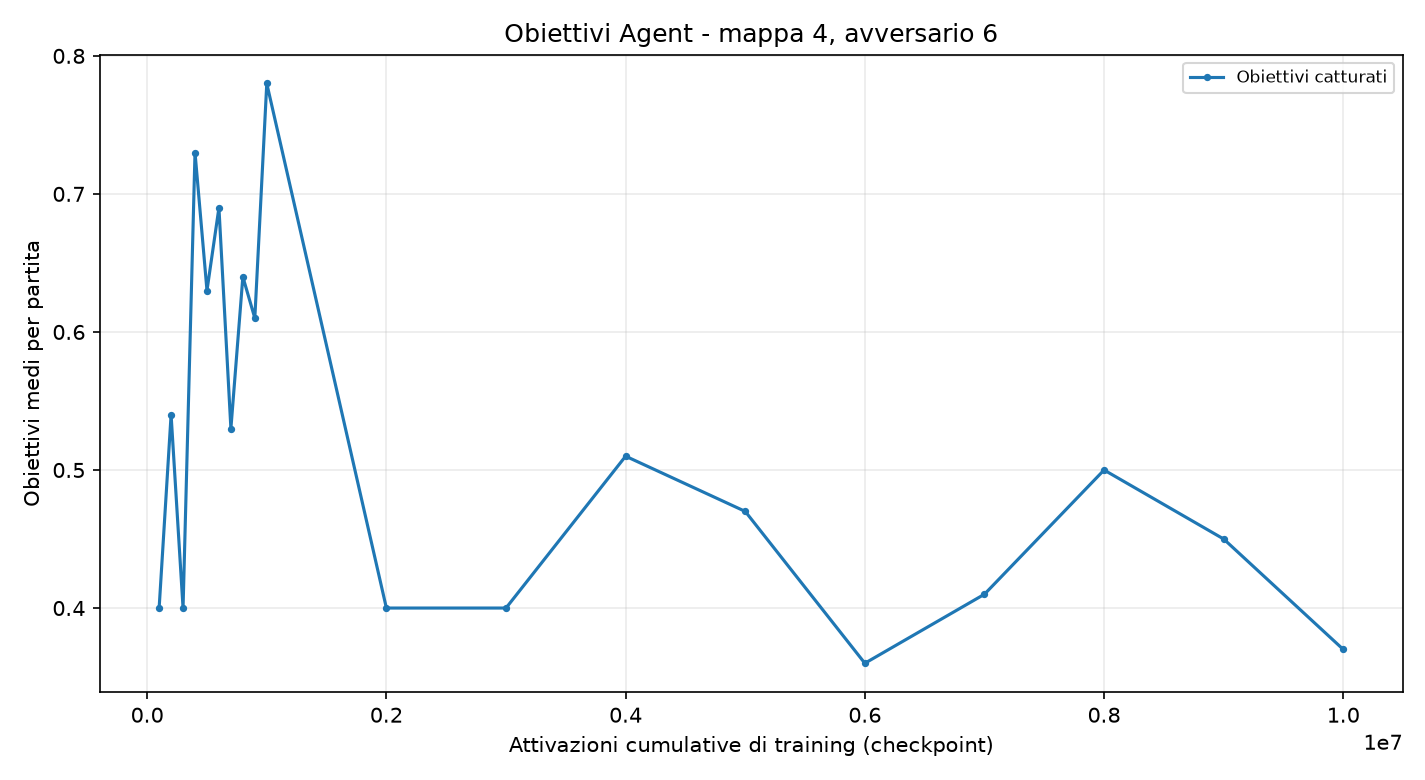 Obiettivi Agent - mappa 4, avversario 6
Obiettivi catturati
Obiettivi medi per partita
0.8
0.7
0.6
0.5
0.4
0.0 0.2 0.4 0.6 0.8 1.0
1e7
Attivazioni cumulative di training (checkpoint)